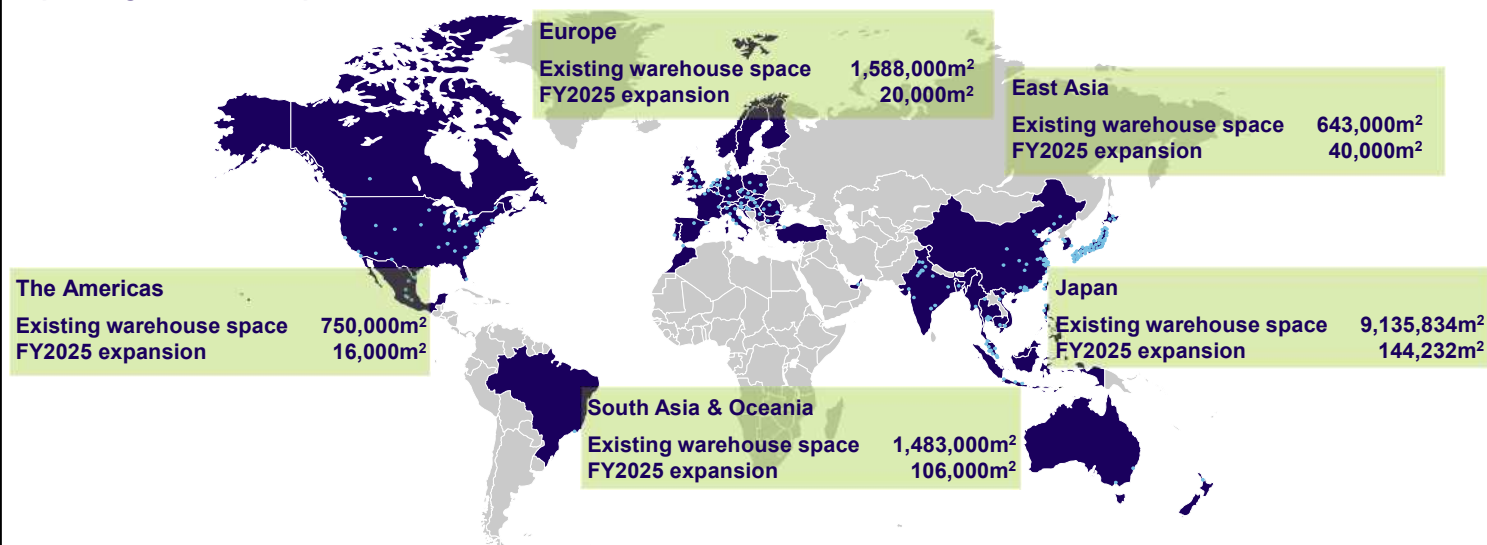 Europe
Existing warehouse space 1,588,000m²
FY2025 expansion 20,000m²
East Asia
Existing warehouse space 643,000m²
FY2025 expansion 40,000m²
The Americas
Existing warehouse space 750,000m²
FY2025 expansion 16,000m²
Japan
Existing warehouse space 9,135,834m²
FY2025 expansion 144,232m²
South Asia & Oceania
Existing warehouse space 1,483,000m²
FY2025 expansion 106,000m²